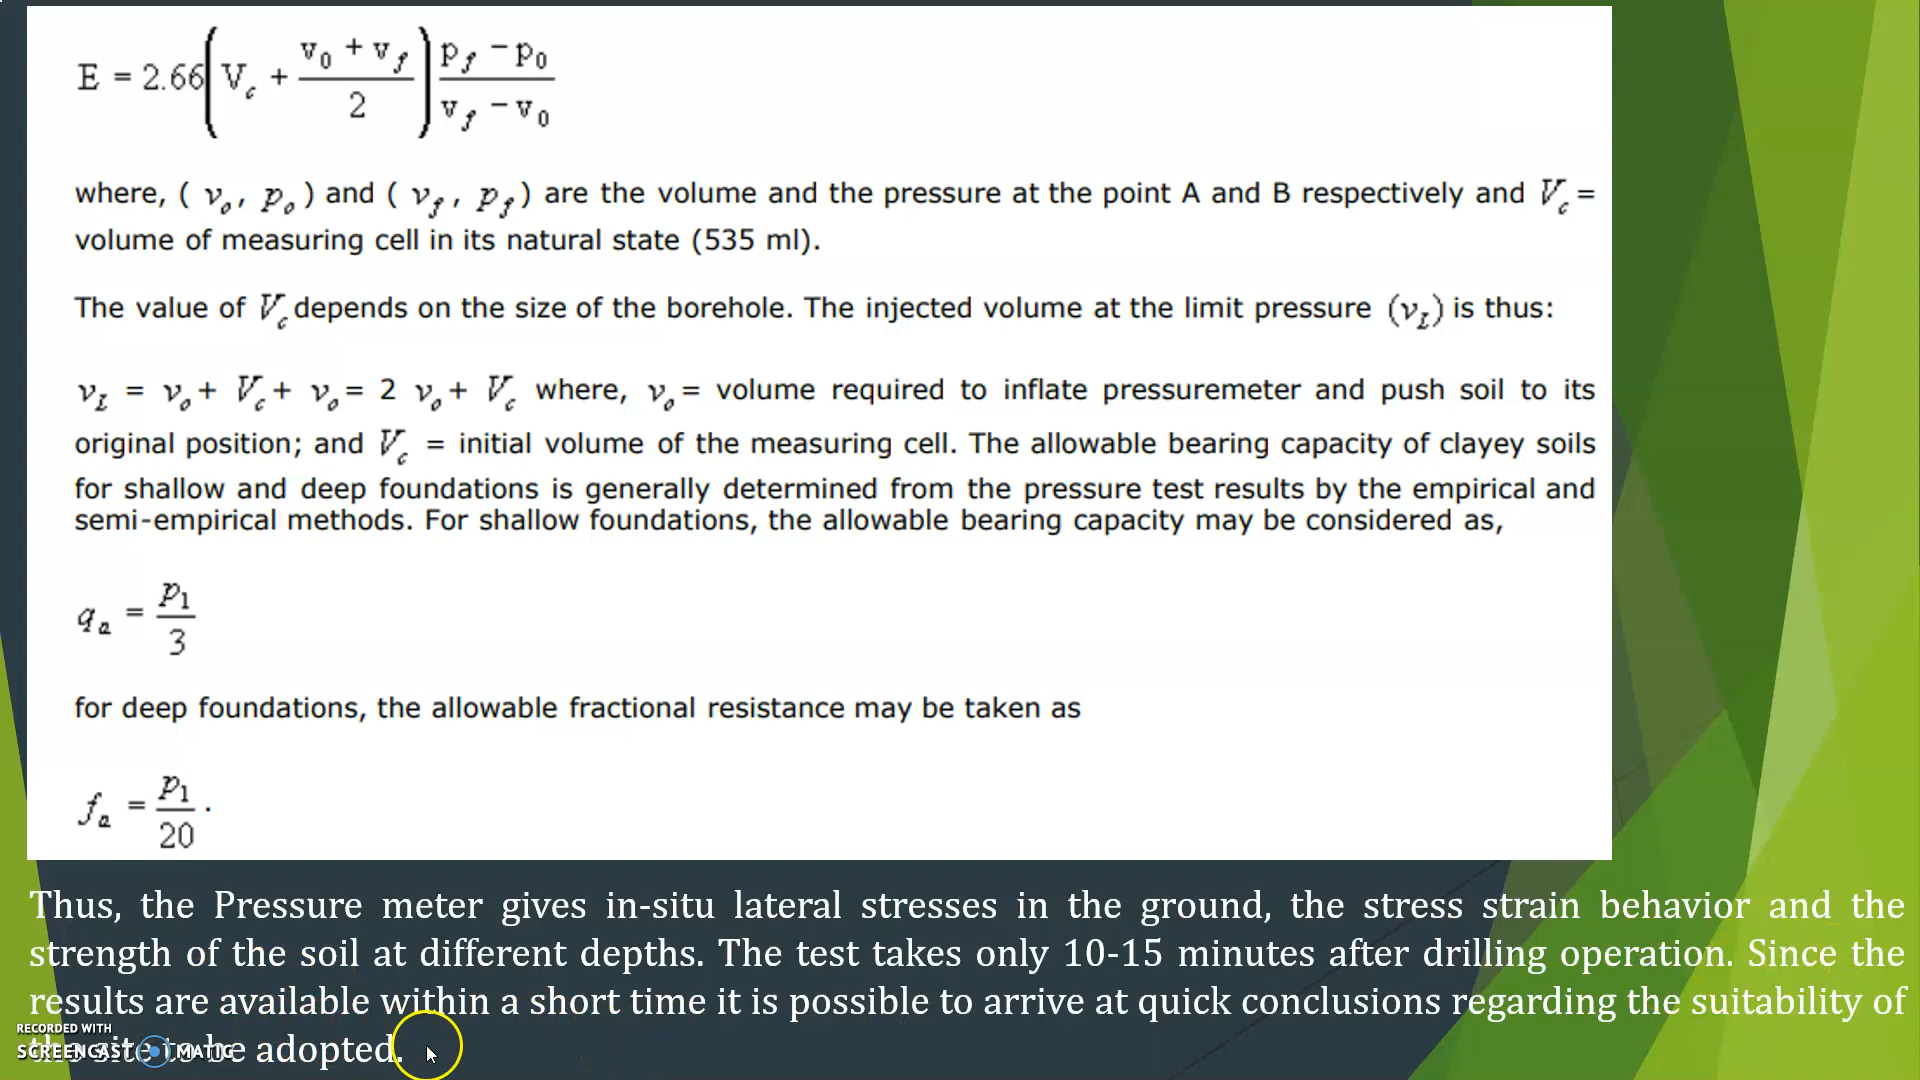 E = 2.66(V_c + (v_0 + v_f)/2) (p_f − p_0)/(v_f − v_0)
where, ( v_o, p_o ) and ( v_f, p_f ) are the volume and the pressure at the point A and B respectively and V_c =
volume of measuring cell in its natural state (535 ml).
The value of V_c depends on the size of the borehole. The injected volume at the limit pressure (v_L) is thus:
v_L = v_o + V_c + v_o = 2 v_o + V_c where, v_o = volume required to inflate pressuremeter and push soil to its
original position; and V_c = initial volume of the measuring cell. The allowable bearing capacity of clayey soils
for shallow and deep foundations is generally determined from the pressure test results by the empirical and
semi-empirical methods. For shallow foundations, the allowable bearing capacity may be considered as,
q_a = p_1/3
for deep foundations, the allowable fractional resistance may be taken as
f_a = p_1/20 .
Thus, the Pressure meter gives in-situ lateral stresses in the ground, the stress strain behavior and the
strength of the soil at different depths. The test takes only 10-15 minutes after drilling operation. Since the
results are available within a short time it is possible to arrive at quick conclusions regarding the suitability of
the site to be adopted.
RECORDED WITH
SCREENCAST MATIC